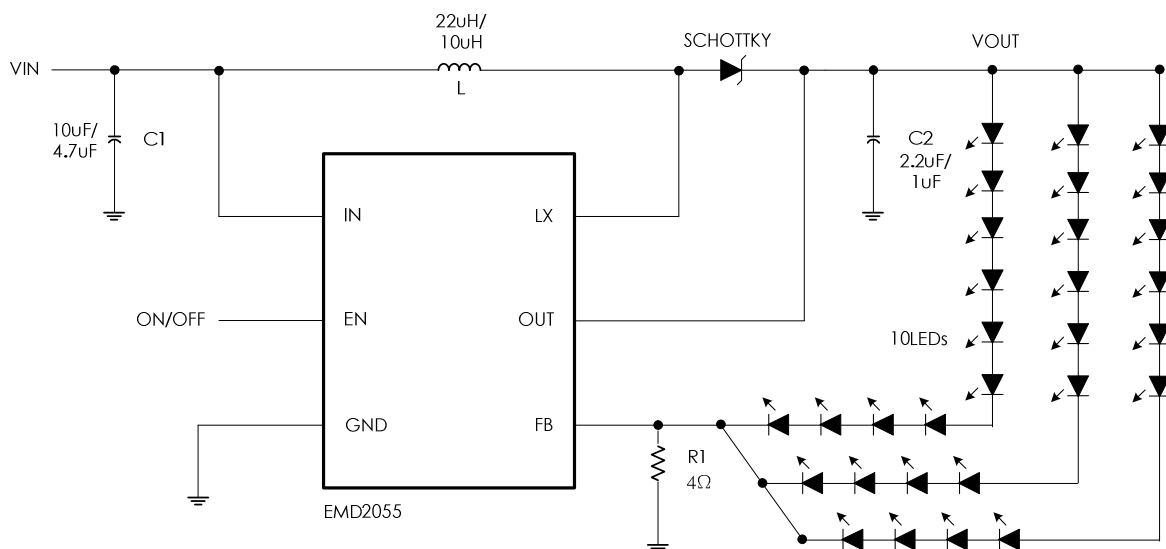 22uH/
10uH
SCHOTTKY
VOUT
VIN
L
10uF/
4.7uF
C1
C2
2.2uF/
1uF
IN
LX
ON/OFF
EN
OUT
10LEDs
GND
FB
R1
4Ω
EMD2055